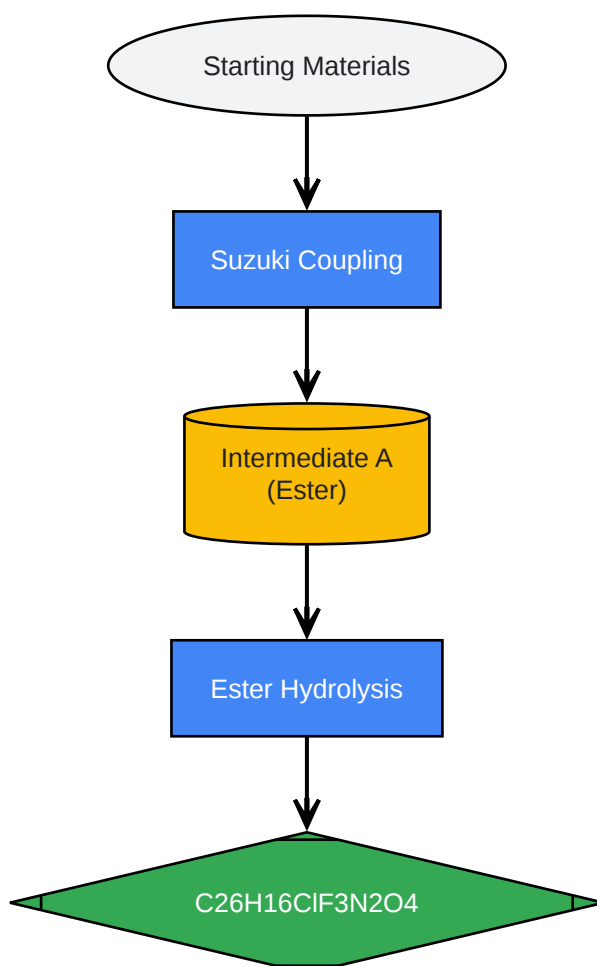 Starting Materials
Suzuki Coupling
Intermediate A
(Ester)
Ester Hydrolysis
C26H16ClF3N2O4